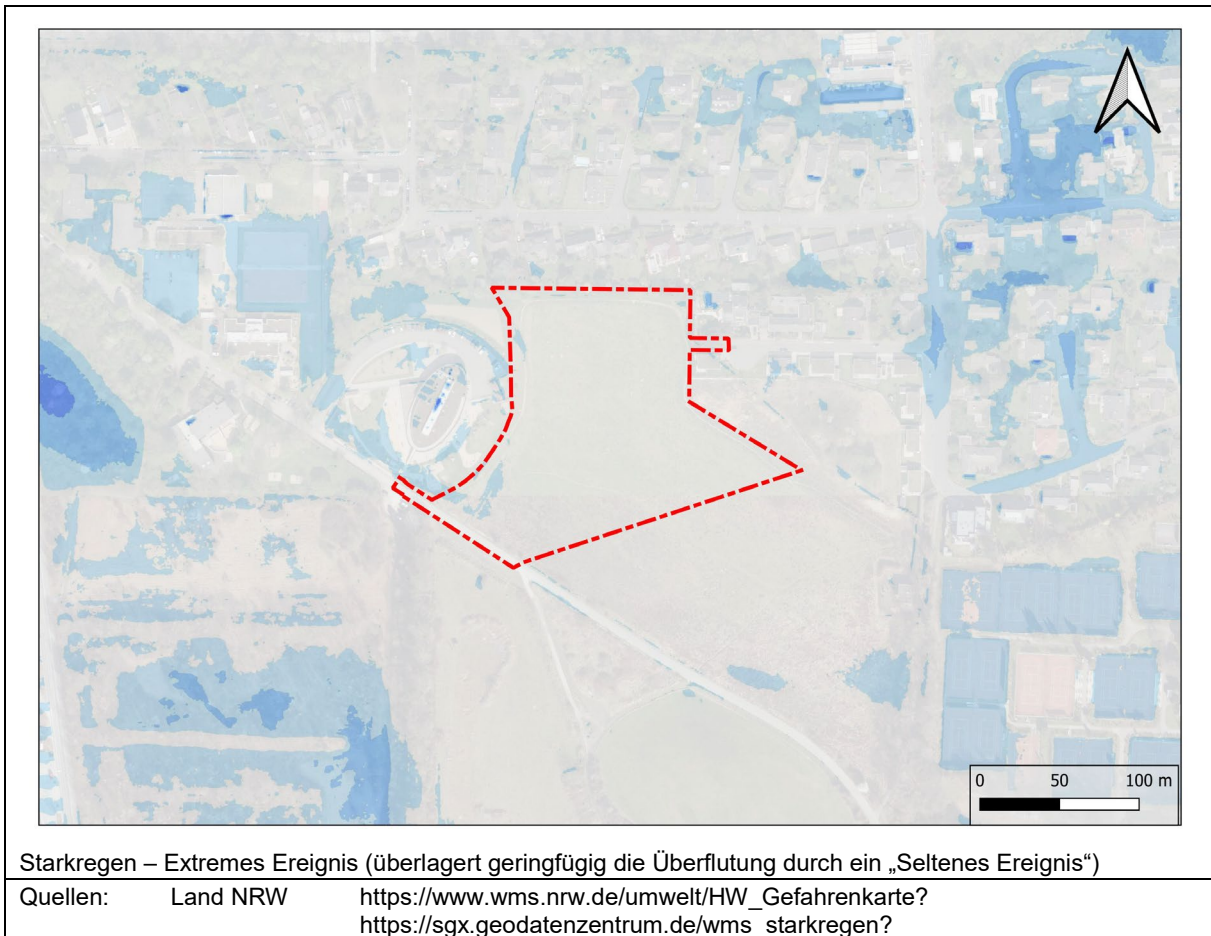 0 50 100 m
Starkregen – Extremes Ereignis (überlagert geringfügig die Überflutung durch ein „Seltenes Ereignis“)
Quellen: Land NRW https://www.wms.nrw.de/umwelt/HW_Gefahrenkarte?
https://sgx.geodatenzentrum.de/wms_starkregen?